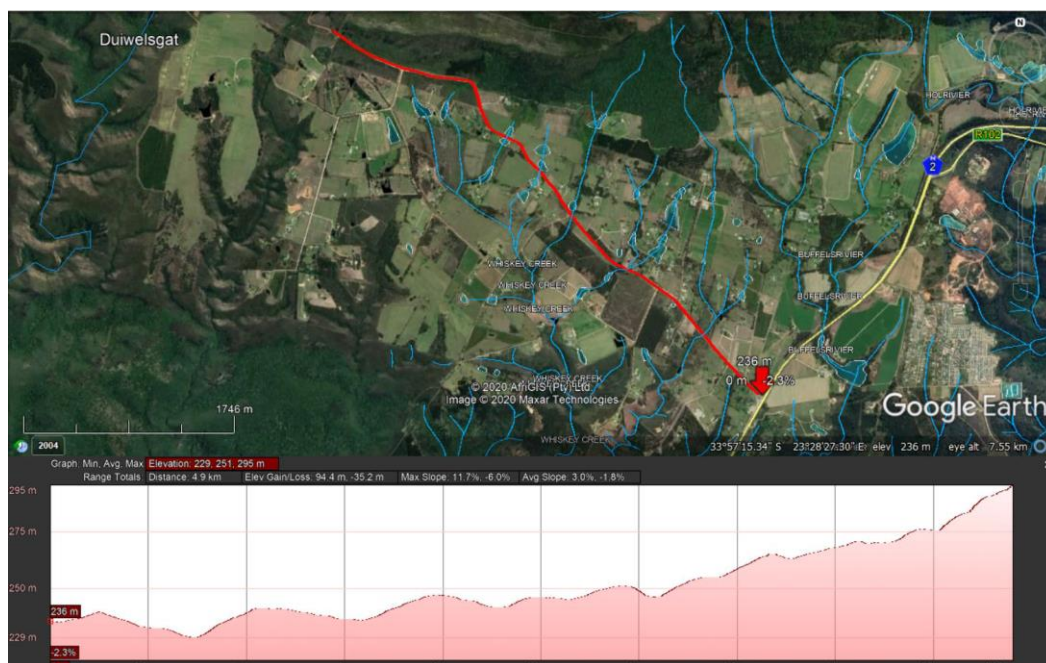 Duiwelsgat
N
HOLRIVIER
R102
N
2
WHISKEY CREEK
BUFFELSRIVIER
WHISKEY CREEK
BUFFELSRIVIER
WHISKEY CREEK
BUFFELSRIVIER
236 m
0 m -2.3%
WHISKEY CREEK
© 2020 AfriGIS (Pty) Ltd.
Image © 2020 Maxar Technologies
Google Earth
1746 m
WHISKEY CREEK
2004
33°57'15.34" S 23°28'27.30" E elev 236 m eye alt 7.55 km
Graph: Min, Avg, Max Elevation: 229, 251, 295 m
Range Totals Distance: 4.9 km Elev Gain/Loss: 94.4 m, -35.2 m Max Slope: 11.7%, -6.0% Avg Slope: 3.0%, -1.8%
295 m
275 m
250 m
236 m
229 m
-2.3%